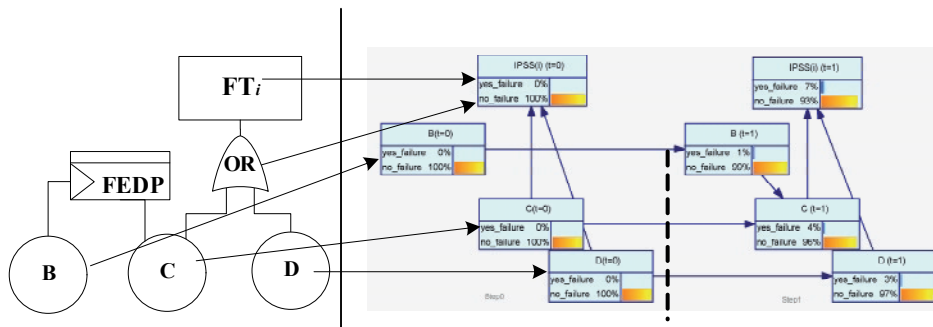 FTi
OR
FEDP
B
C
D
IPSS(i) (t=0)
yes_failure 0%
no_failure 100%
IPSS(i) (t=1)
yes_failure 7%
no_failure 93%
B(t=0)
yes_failure 0%
no_failure 100%
B (t=1)
yes_failure 1%
no_failure 99%
C(t=0)
yes_failure 0%
no_failure 100%
C (t=1)
yes_failure 4%
no_failure 96%
D(t=0)
yes_failure 0%
no_failure 100%
D (t=1)
yes_failure 3%
no_failure 97%
Step0
Step1